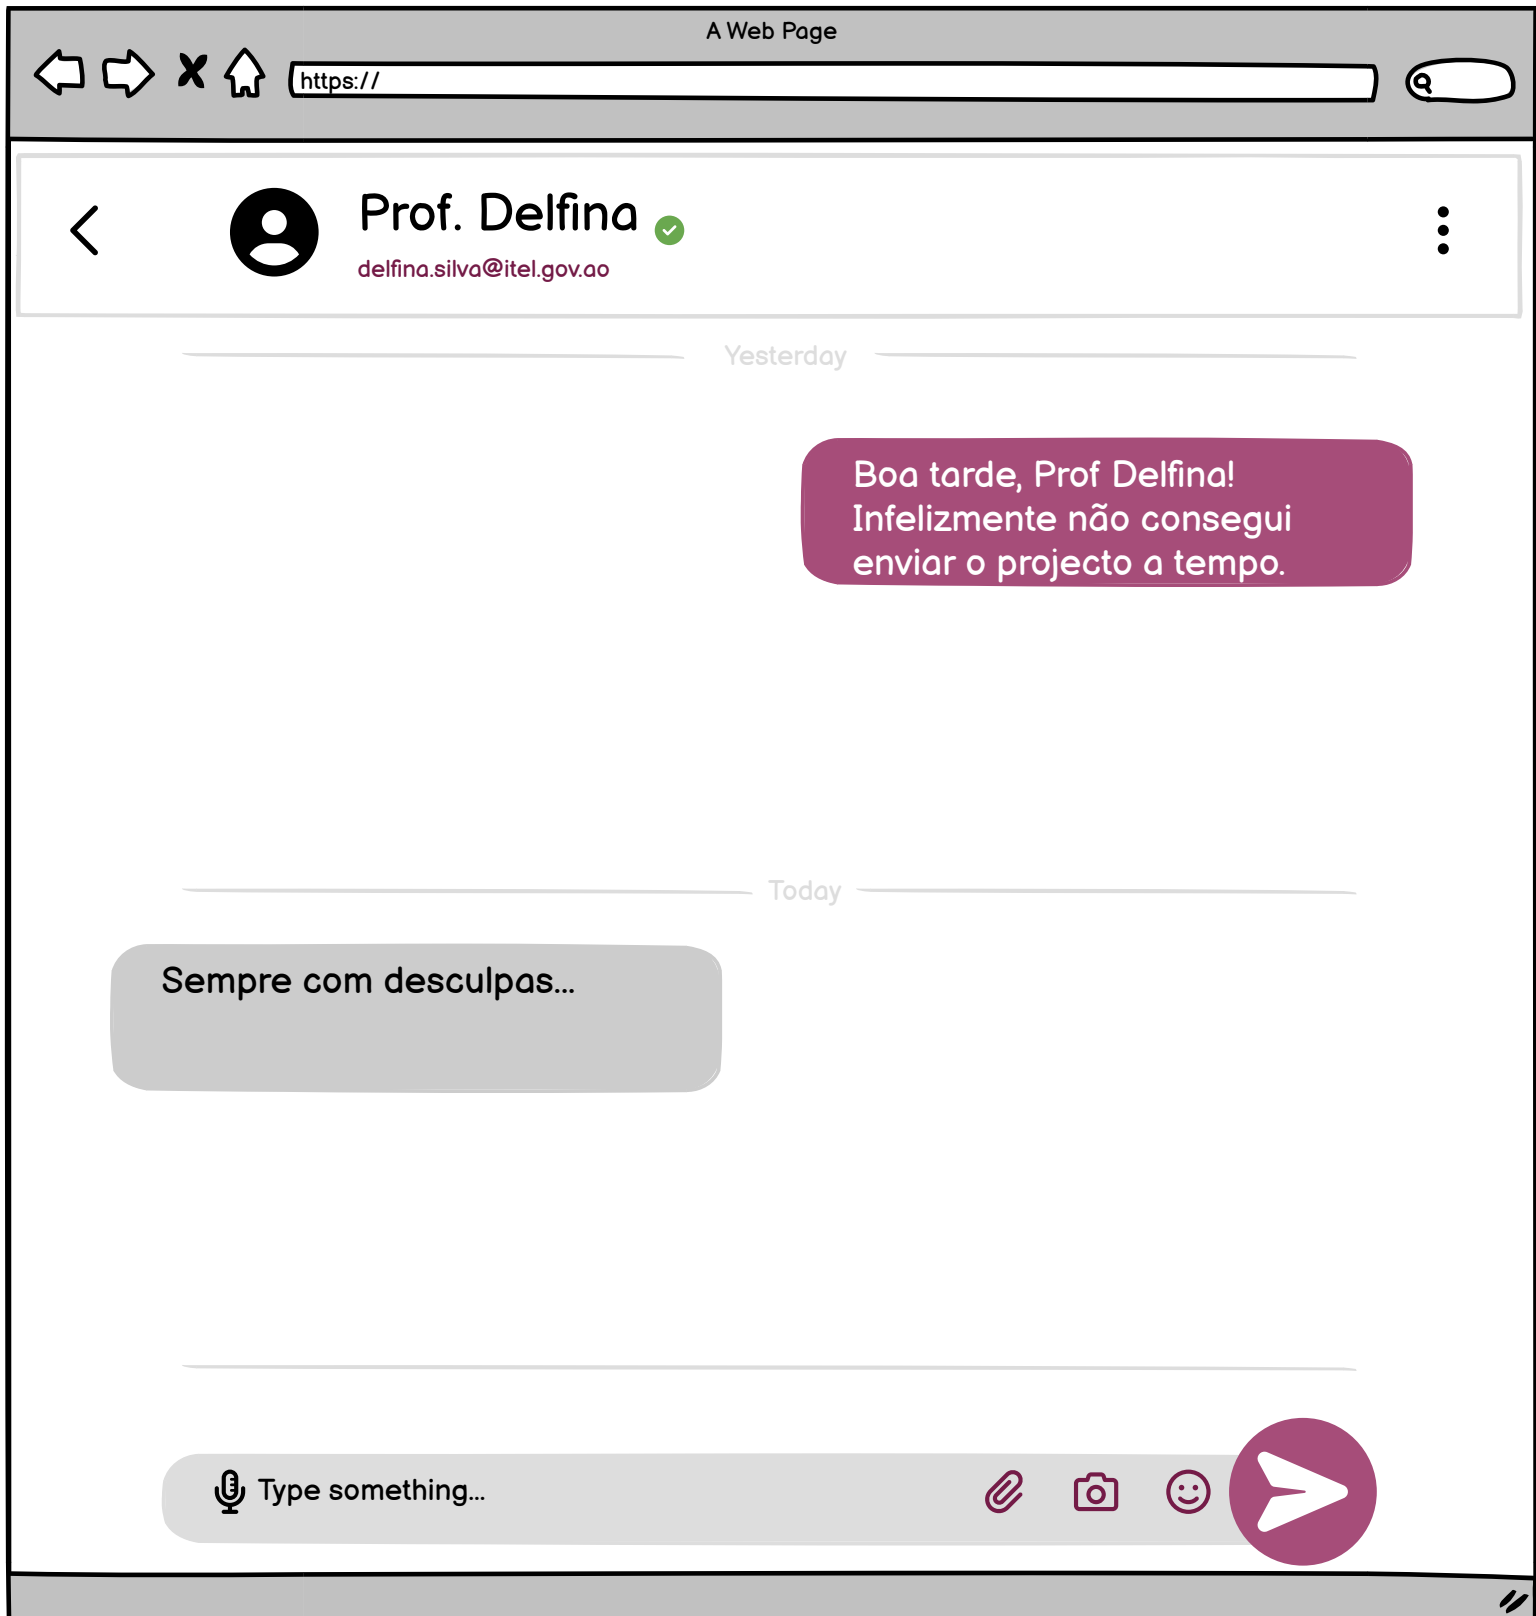 A Web Page
https://
Prof. Delfina
delfina.silva@itel.gov.ao
Yesterday
Boa tarde, Prof Delfina!
Infelizmente não consegui
enviar o projecto a tempo.
Today
Sempre com desculpas...
Type something...